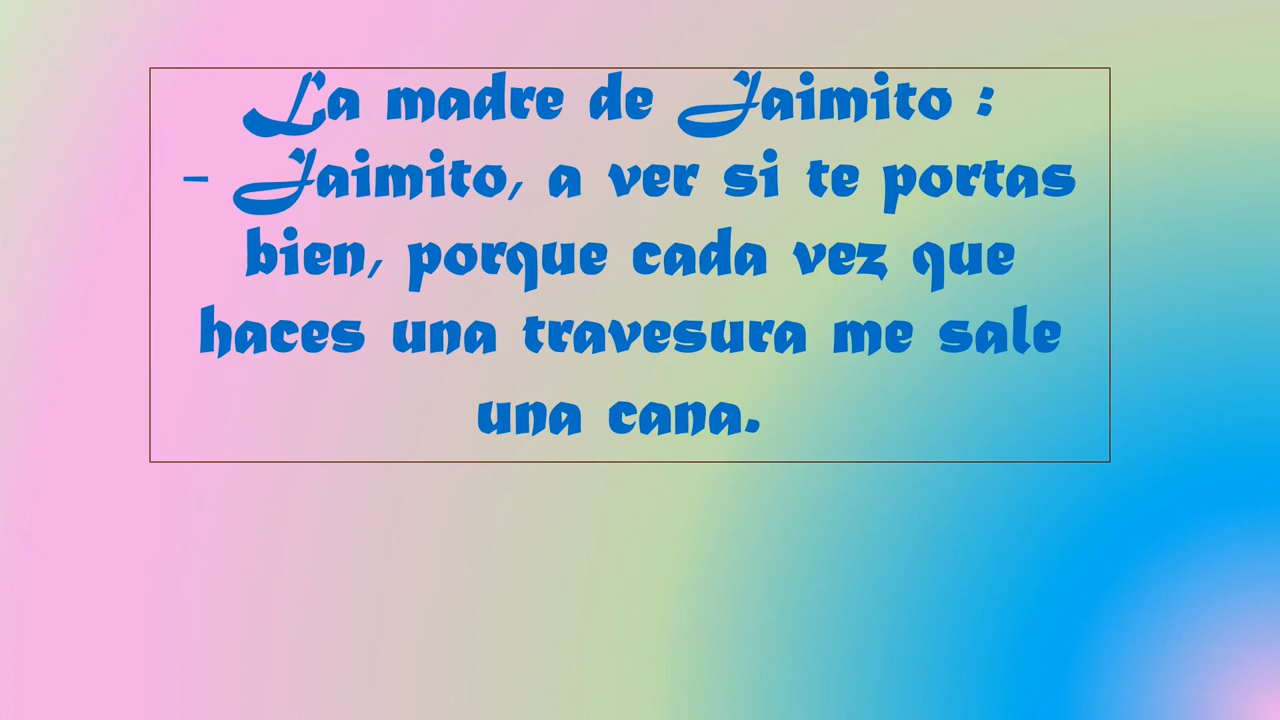 La madre de Jaimito :
- Jaimito, a ver si te portas
bien, porque cada vez que
haces una travesura me sale
una cana.